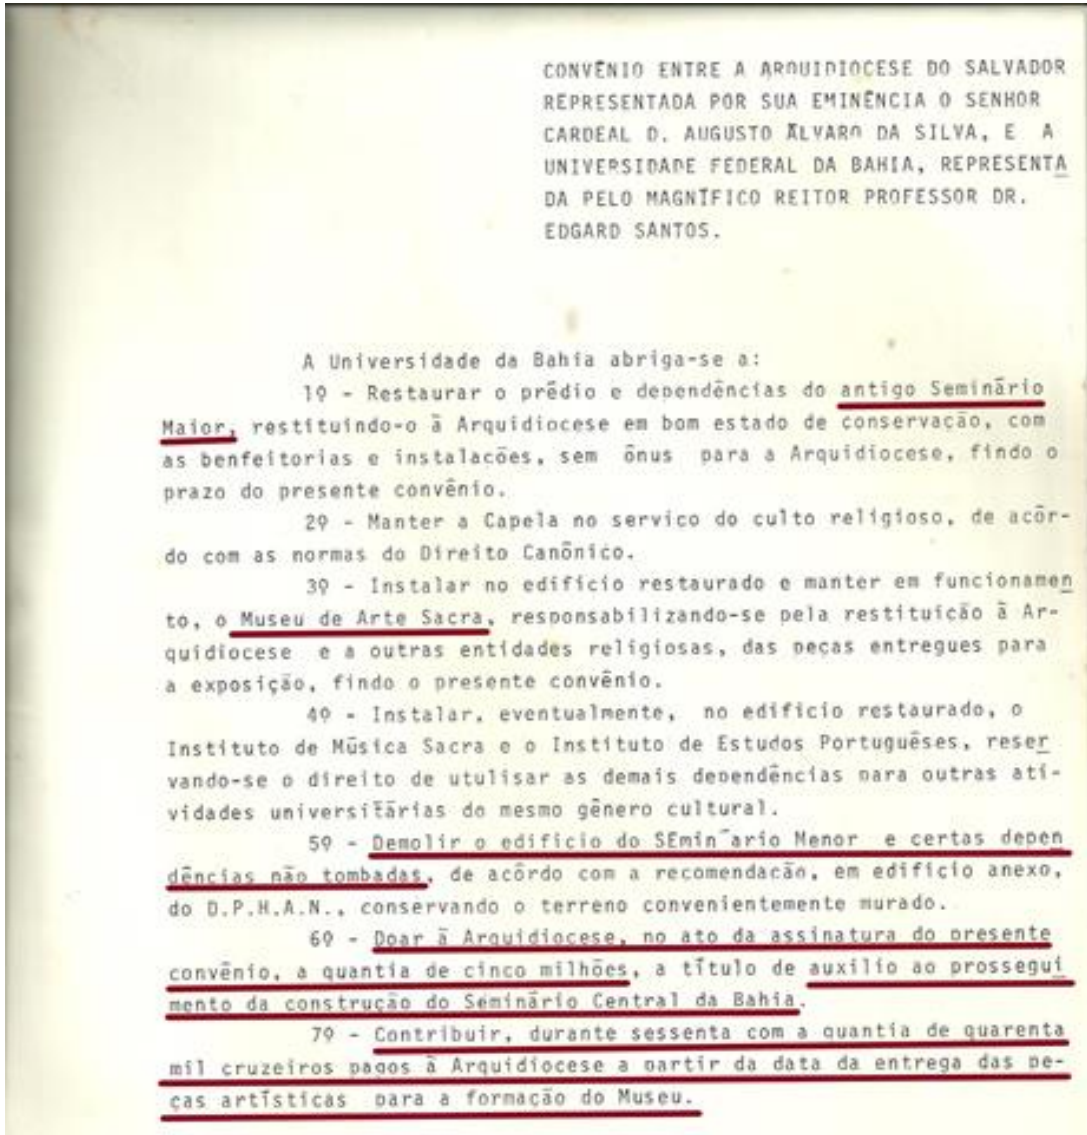 CONVÊNIO ENTRE A ARQUIDIOCESE DO SALVADOR
REPRESENTADA POR SUA EMINÊNCIA O SENHOR
CARDEAL D. AUGUSTO ÁLVARO DA SILVA, E A
UNIVERSIDADE FEDERAL DA BAHIA, REPRESENTA
DA PELO MAGNÍFICO REITOR PROFESSOR DR.
EDGARD SANTOS.
A Universidade da Bahia abriga-se a:
1º - Restaurar o prédio e dependências do antigo Seminário
Maior, restituindo-o à Arquidiocese em bom estado de conservação, com
as benfeitorias e instalacões, sem ônus para a Arquidiocese, findo o
prazo do presente convênio.
2º - Manter a Capela no servico do culto religioso, de acôr-
do com as normas do Direito Canônico.
3º - Instalar no edifício restaurado e manter em funcionamen
to, o Museu de Arte Sacra, responsabilizando-se pela restituicão à Ar-
quidiocese e a outras entidades religiosas, das peças entregues para
a exposição, findo o presente convênio.
4º - Instalar, eventualmente, no edificio restaurado, o
Instituto de Música Sacra e o Instituto de Estudos Portuguêses, reser
vando-se o direito de utulisar as demais dependências para outras ati-
vidades universitárias do mesmo gênero cultural.
5º - Demolir o edificio do SEmin´ario Menor e certas depen
dências não tombadas, de acôrdo com a recomendacão, em edificio anexo,
do D.P.H.A.N., conservando o terreno convenientemente murado.
6º - Doar à Arquidiocese, no ato da assinatura do presente
convênio, a quantia de cinco milhões, a título de auxilio ao prossegui
mento da construção do Seminário Central da Bahia.
7º - Contribuir, durante sessenta com a quantia de quarenta
mil cruzeiros pagos à Arquidiocese a partir da data da entrega das pe-
ças artísticas para a formação do Museu.